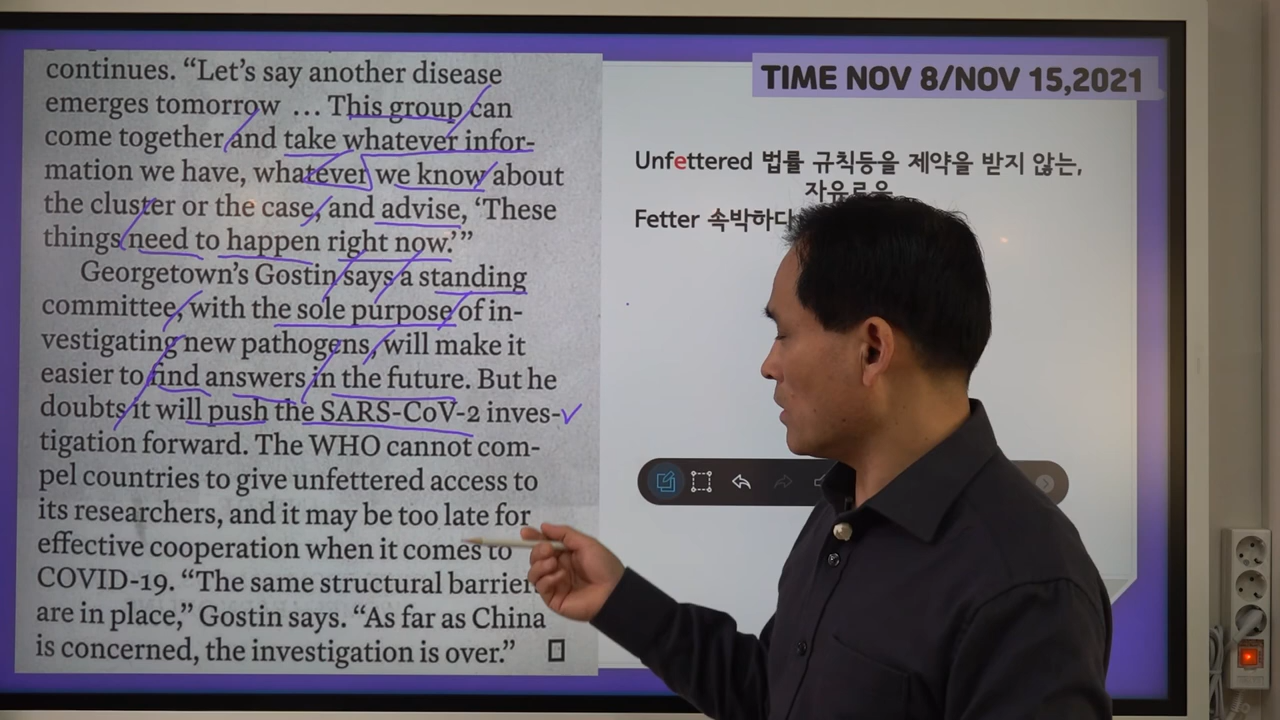 continues. “Let’s say another disease
emerges tomorrow … This group can
come together and take whatever infor-
mation we have, whatever we know about
the cluster or the case, and advise, ‘These
things need to happen right now.’”
Georgetown’s Gostin says a standing
committee, with the sole purpose of in-
vestigating new pathogens, will make it
easier to find answers in the future. But he
doubts it will push the SARS-CoV-2 inves-
tigation forward. The WHO cannot com-
pel countries to give unfettered access to
its researchers, and it may be too late for
effective cooperation when it comes to
COVID-19. “The same structural barriers
are in place,” Gostin says. “As far as China
is concerned, the investigation is over.”
TIME NOV 8/NOV 15,2021
Unfettered 법률 규칙등을 제약을 받지 않는,
자유로운
Fetter 속박하다